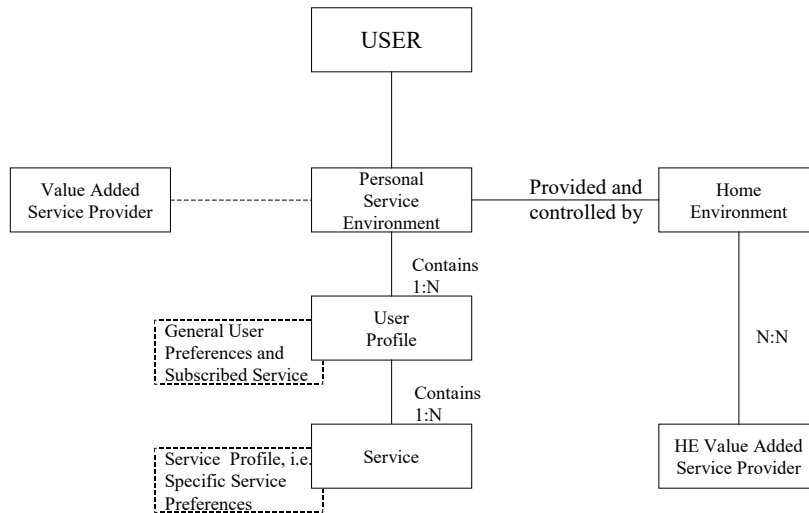 USER
Value Added
Service Provider
Personal
Service
Environment
Provided and
controlled by
Home
Environment
Contains
1:N
User
Profile
General User
Preferences and
Subscribed Service
N:N
Contains
1:N
Service
Service Profile, i.e.
Specific Service
Preferences
HE Value Added
Service Provider